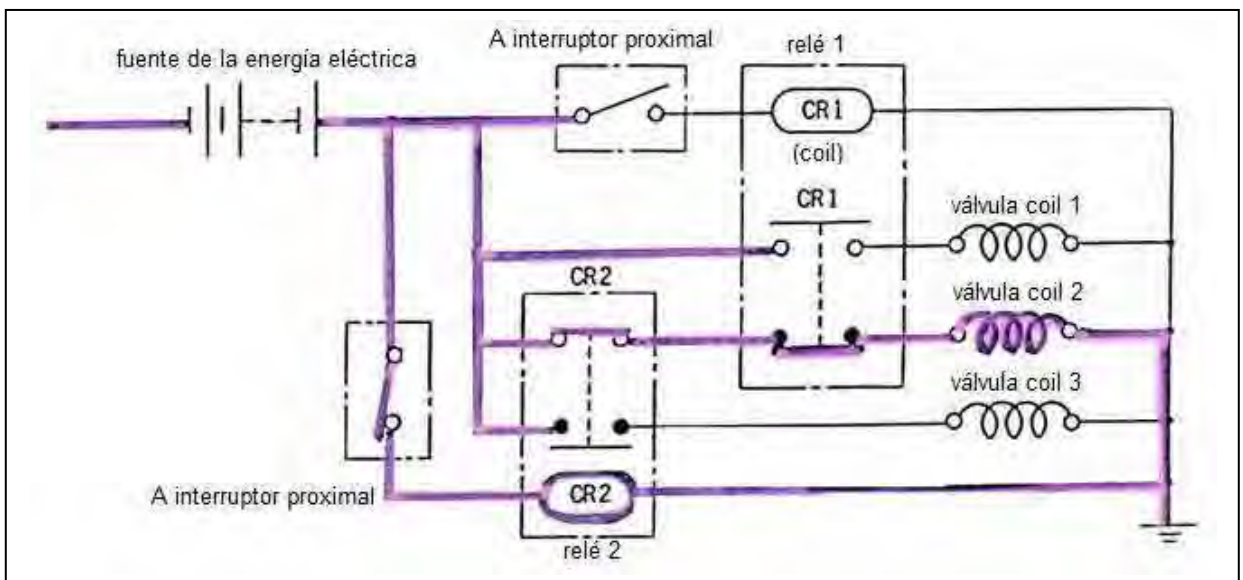 A interruptor proximal
relé 1
fuente de la energía eléctrica
CR1
(coil)
CR1
válvula coil 1
CR2
válvula coil 2
válvula coil 3
A interruptor proximal
CR2
relé 2